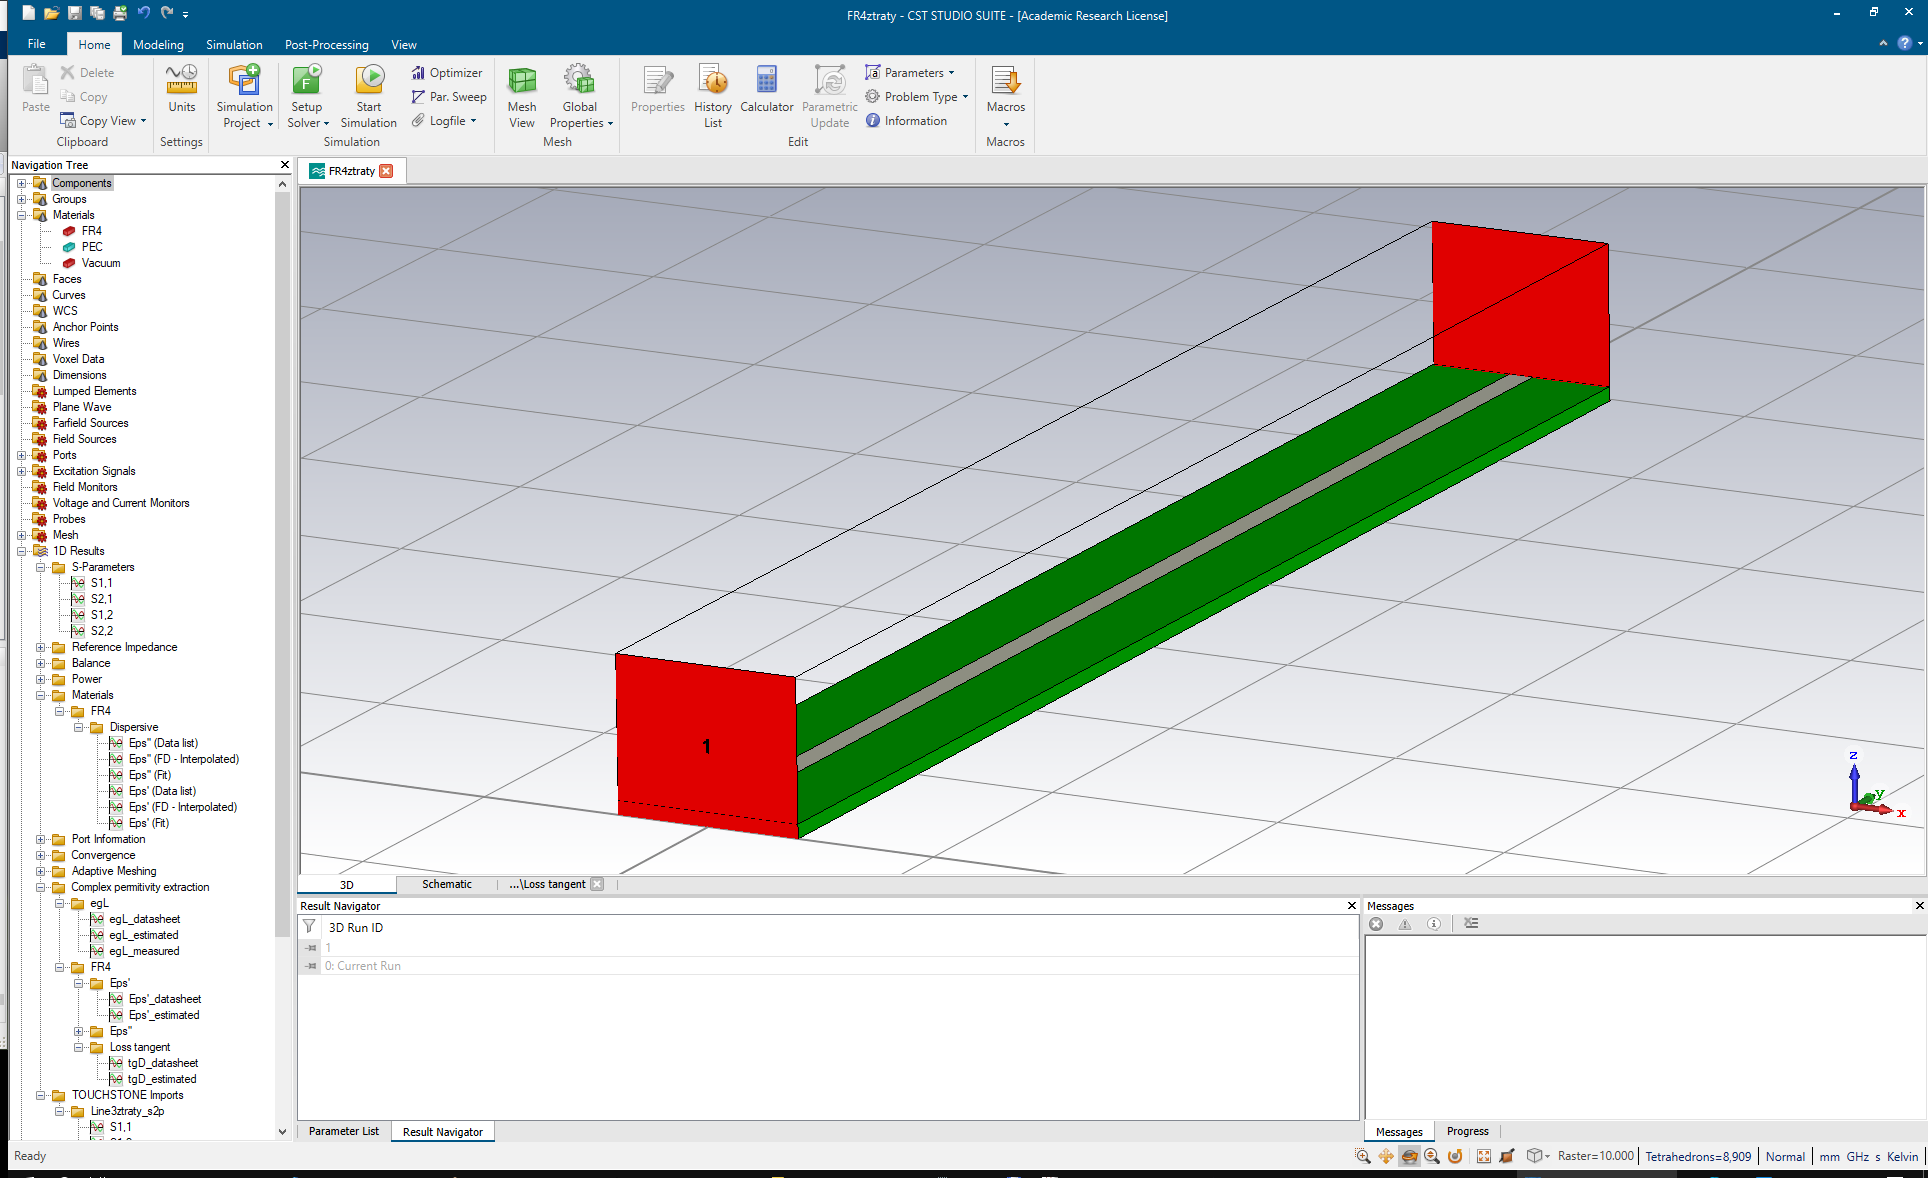 FR4ztraty - CST STUDIO SUITE - [Academic Research License]
File Home Modeling Simulation Post-Processing View
Paste
Delete
Copy
Copy View
Clipboard
Units
Settings
Simulation Project
Setup Solver
Start Simulation
Optimizer
Par. Sweep
Logfile
Simulation
Mesh View
Global Properties
Mesh
Properties
History List
Calculator
Parametric Update
Parameters
Problem Type
Information
Edit
Macros
Macros
Navigation Tree
Components
Groups
Materials
FR4
PEC
Vacuum
Faces
Curves
WCS
Anchor Points
Wires
Voxel Data
Dimensions
Lumped Elements
Plane Wave
Farfield Sources
Field Sources
Ports
Excitation Signals
Field Monitors
Voltage and Current Monitors
Probes
Mesh
1D Results
S-Parameters
S1,1
S2,1
S1,2
S2,2
Reference Impedance
Balance
Power
Materials
FR4
Dispersive
Eps" (Data list)
Eps" (FD - Interpolated)
Eps" (Fit)
Eps' (Data list)
Eps' (FD - Interpolated)
Eps' (Fit)
Port Information
Convergence
Adaptive Meshing
Complex pemitivity extraction
egL
egL_datasheet
egL_estimated
egL_measured
FR4
Eps'
Eps'_datasheet
Eps'_estimated
Eps"
Loss tangent
tgD_datasheet
tgD_estimated
TOUCHSTONE Imports
Line3ztraty_s2p
S1,1
FR4ztraty
1
z
y
x
3D Schematic ...\Loss tangent
Result Navigator
3D Run ID
1
0: Current Run
Parameter List Result Navigator
Messages
Messages Progress
Ready
Raster=10.000 Tetrahedrons=8,909 Normal mm GHz s Kelvin